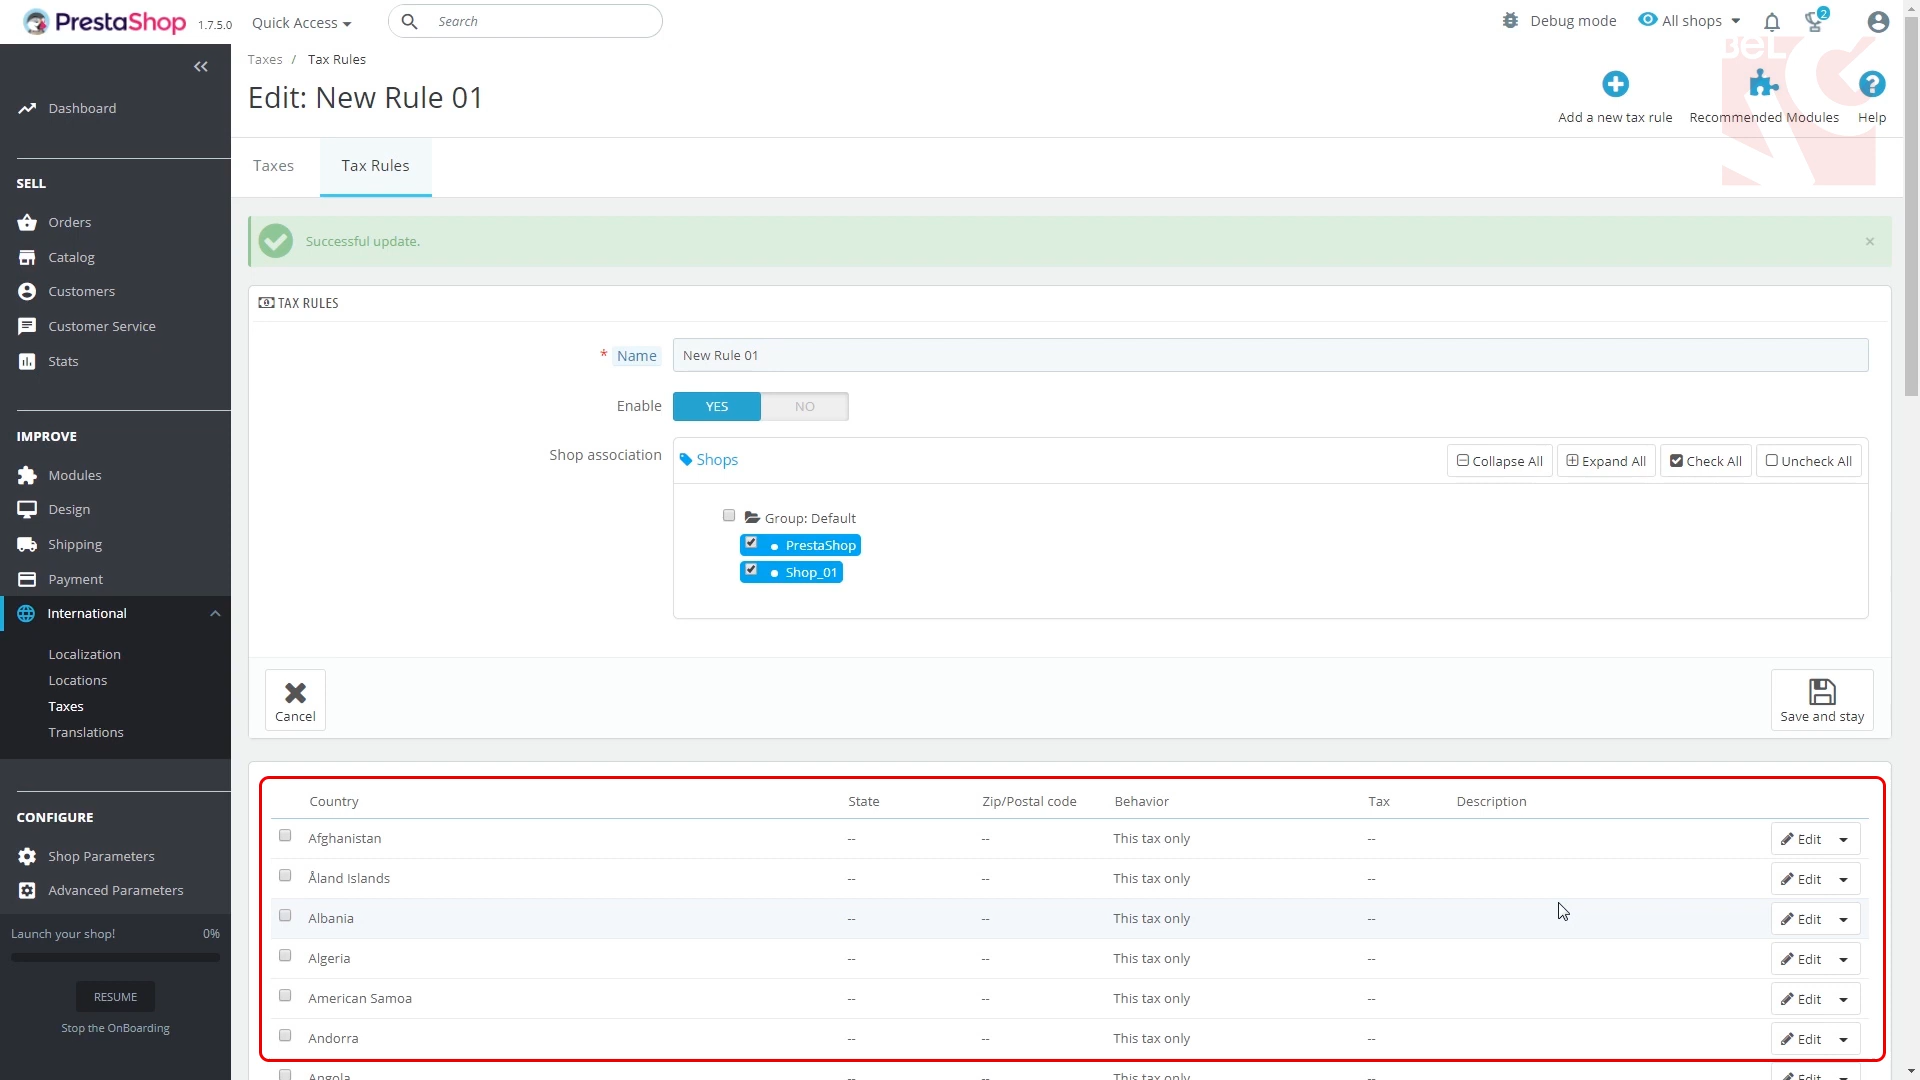 PrestaShop 1.7.5.0 Quick Access Search Debug mode All shops 2
Taxes / Tax Rules
Edit: New Rule 01
Add a new tax rule Recommended Modules Help
Taxes Tax Rules
Successful update. ×
TAX RULES
* Name New Rule 01
Enable YES NO
Shop association Shops Collapse All Expand All Check All Uncheck All
Group: Default
PrestaShop
Shop_01
Cancel Save and stay
Country State Zip/Postal code Behavior Tax Description
Afghanistan -- -- This tax only -- Edit
Åland Islands -- -- This tax only -- Edit
Albania -- -- This tax only -- Edit
Algeria -- -- This tax only -- Edit
American Samoa -- -- This tax only -- Edit
Andorra -- -- This tax only -- Edit
Angola -- -- This tax only -- Edit
Dashboard
SELL
Orders
Catalog
Customers
Customer Service
Stats
IMPROVE
Modules
Design
Shipping
Payment
International
Localization
Locations
Taxes
Translations
CONFIGURE
Shop Parameters
Advanced Parameters
Launch your shop! 0%
RESUME
Stop the OnBoarding